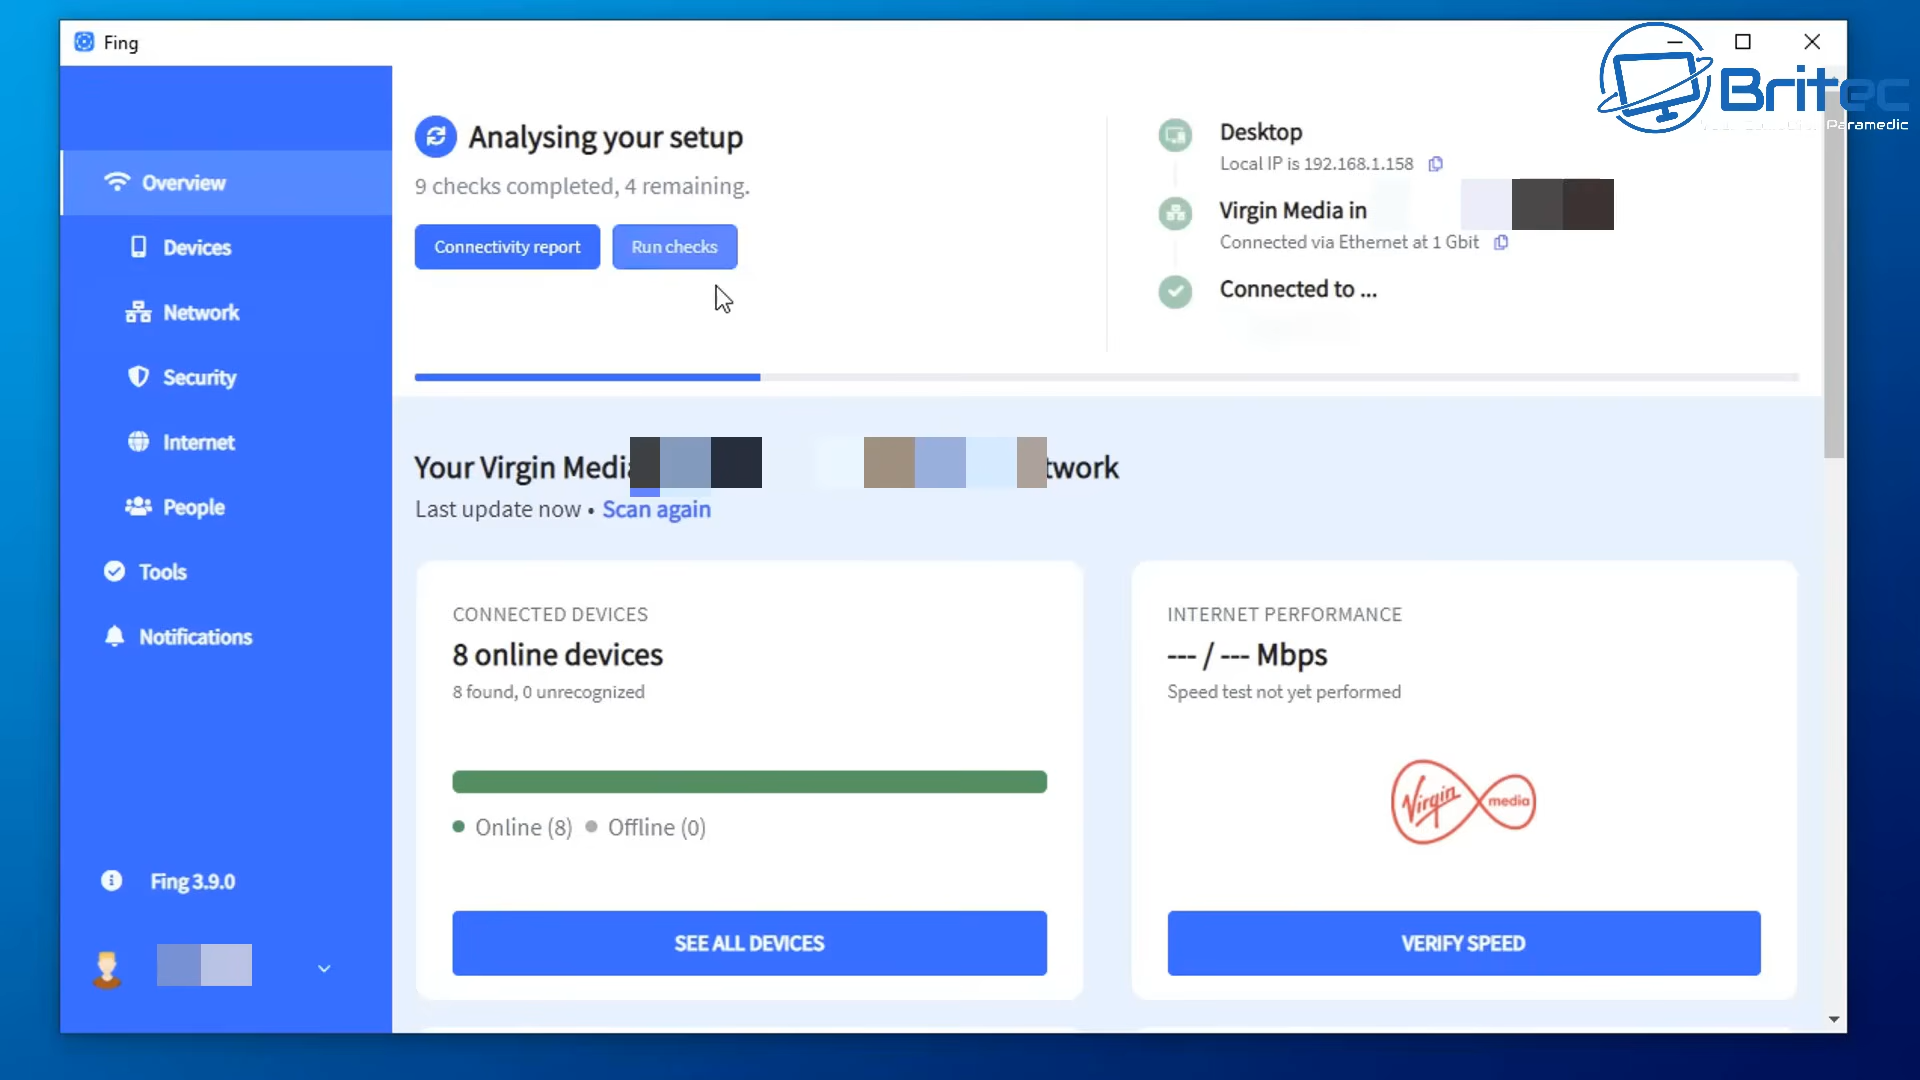 Fing
Britec
Paramedic
Overview
Devices
Network
Security
Internet
People
Tools
Notifications
Fing 3.9.0
Analysing your setup
9 checks completed, 4 remaining.
Connectivity report
Run checks
Desktop
Local IP is 192.168.1.158
Virgin Media in
Connected via Ethernet at 1 Gbit
Connected to ...
Your Virgin Media twork
Last update now • Scan again
CONNECTED DEVICES
8 online devices
8 found, 0 unrecognized
Online (8) Offline (0)
SEE ALL DEVICES
INTERNET PERFORMANCE
--- / --- Mbps
Speed test not yet performed
Virgin media
VERIFY SPEED